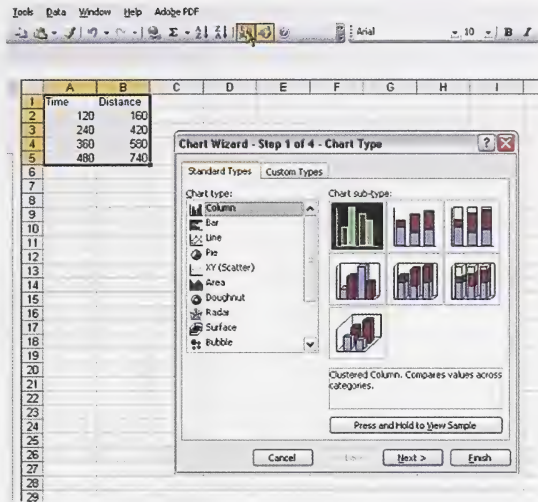 Tools Data Window Help Adobe PDF
Σ Arial 10 B I
A B C D E F G H I
1 Time Distance
2 120 160
3 240 420
4 360 580
5 480 740
6
7
8
9
10
11
12
13
14
15
16
17
18
19
20
21
22
23
24
25
26
27
28
29
Chart Wizard - Step 1 of 4 - Chart Type
Standard Types Custom Types
Chart type:
Column
Bar
Line
Pie
XY (Scatter)
Area
Doughnut
Radar
Surface
Bubble
Chart sub-type:
Clustered Column. Compares values across
categories.
Press and Hold to View Sample
Cancel Next > Finish